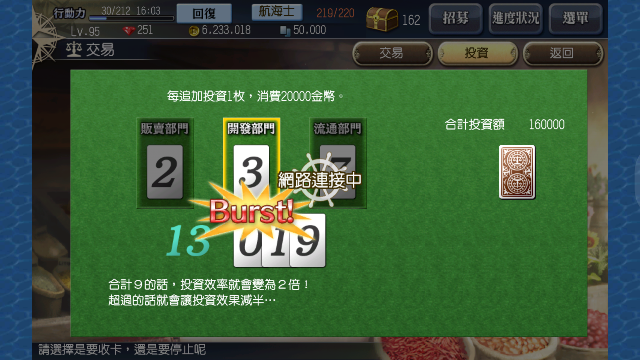 行動力 30/212 16:03 回復 航海士 219/220 162 招募 進度狀況 選單
Lv.95 251 6.233.018 50.000
交易 交易 投資 返回
每追加投資1枚，消費20000金幣。
販賣部門 開發部門 流通部門 合計投資額 160000
2 3 7
網路連接中
Burst!
13 0 1 9
合計９的話，投資效率就會變為２倍！
超過的話就會讓投資效果減半…
請選擇是要收卡，還是要停止呢